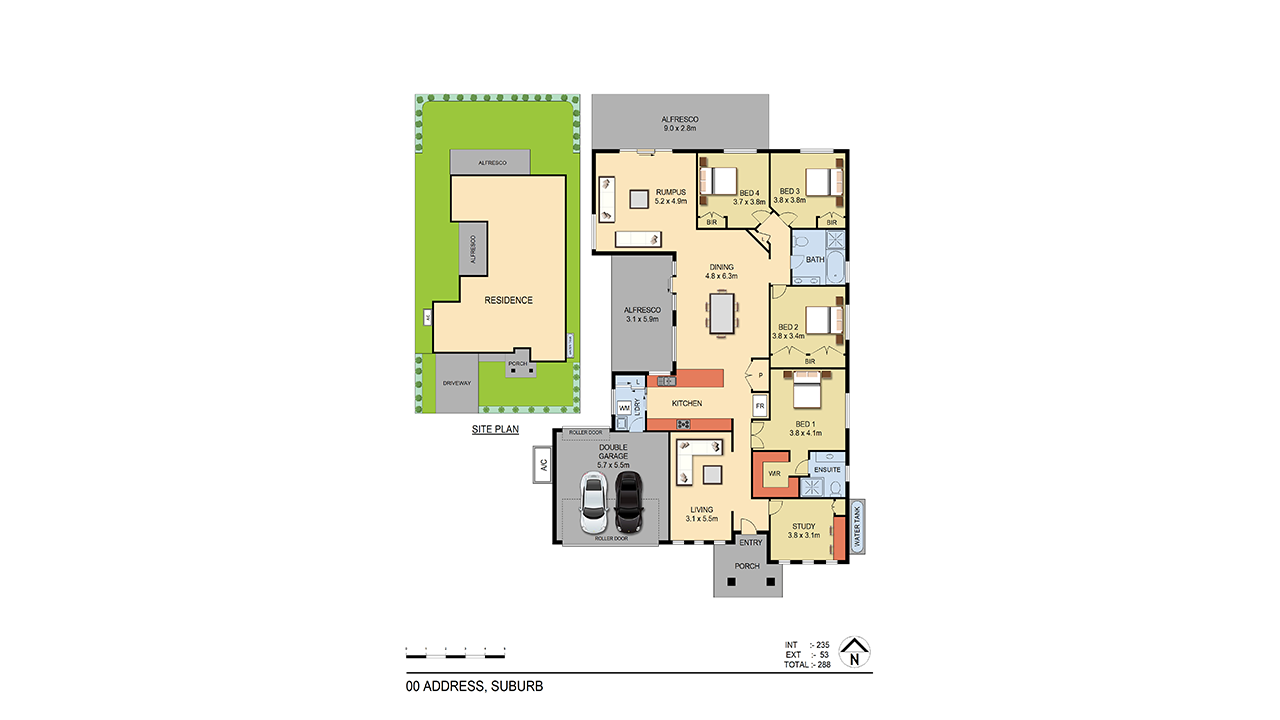 ALFRESCO
RESIDENCE
ALFRESCO
A/C
WATER TANK
PORCH
DRIVEWAY
SITE PLAN
ALFRESCO
9.0 x 2.8m
RUMPUS
5.2 x 4.9m
BED 4
3.7 x 3.8m
BIR
BED 3
3.8 x 3.8m
BIR
L
BATH
DINING
4.8 x 6.3m
ALFRESCO
3.1 x 5.9m
BED 2
3.8 x 3.4m
BIR
P
FR
KITCHEN
L
WM
L'DRY
BED 1
3.8 x 4.1m
WIR
ENSUITE
ROLLER DOOR
DOUBLE
GARAGE
5.7 x 5.5m
A/C
ROLLER DOOR
LIVING
3.1 x 5.5m
STUDY
3.8 x 3.1m
WATER TANK
ENTRY
PORCH
INT :- 235
EXT :- 53
TOTAL :- 288
N
00 ADDRESS, SUBURB